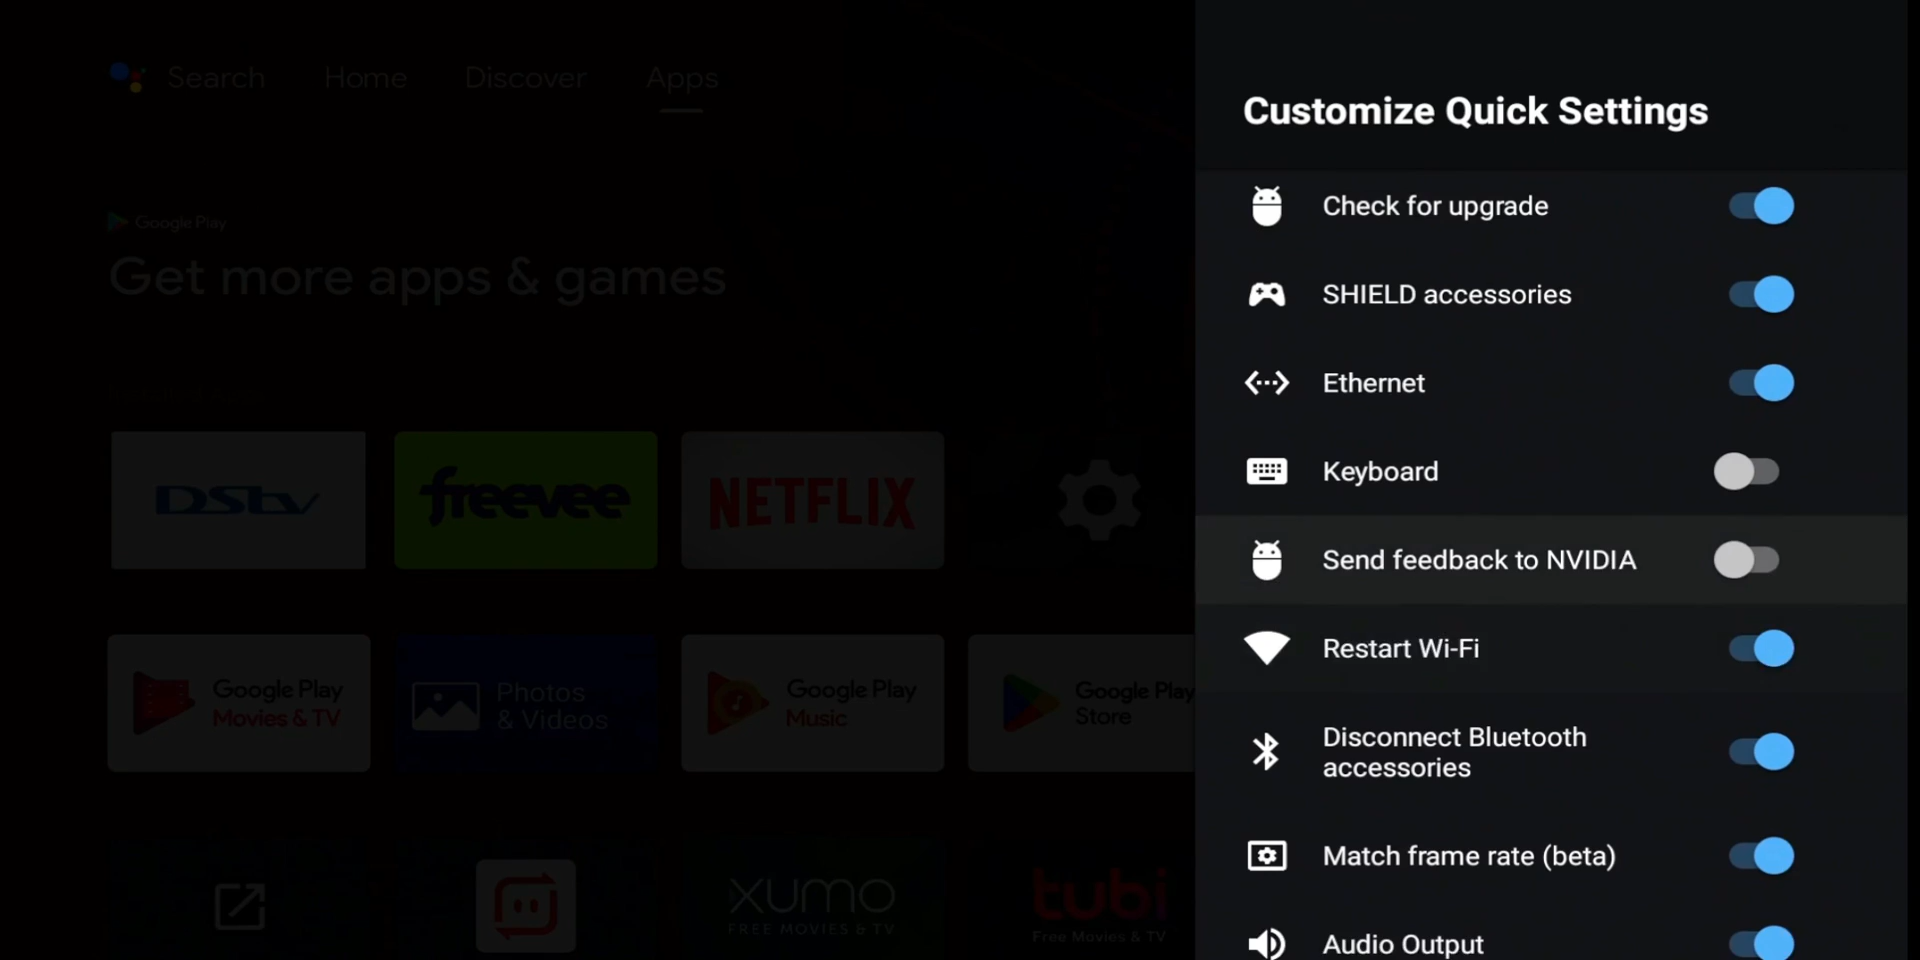 Search Home Discover Apps
Google Play
Get more apps & games
DStv
freevee
NETFLIX
Google Play
Movies & TV
Photos
& Videos
Google Play
Music
Google Play
Store
xumo
FREE MOVIES & TV
tubi
Free Movies & TV
Customize Quick Settings
Check for upgrade
SHIELD accessories
Ethernet
Keyboard
Send feedback to NVIDIA
Restart Wi-Fi
Disconnect Bluetooth
accessories
Match frame rate (beta)
Audio Output